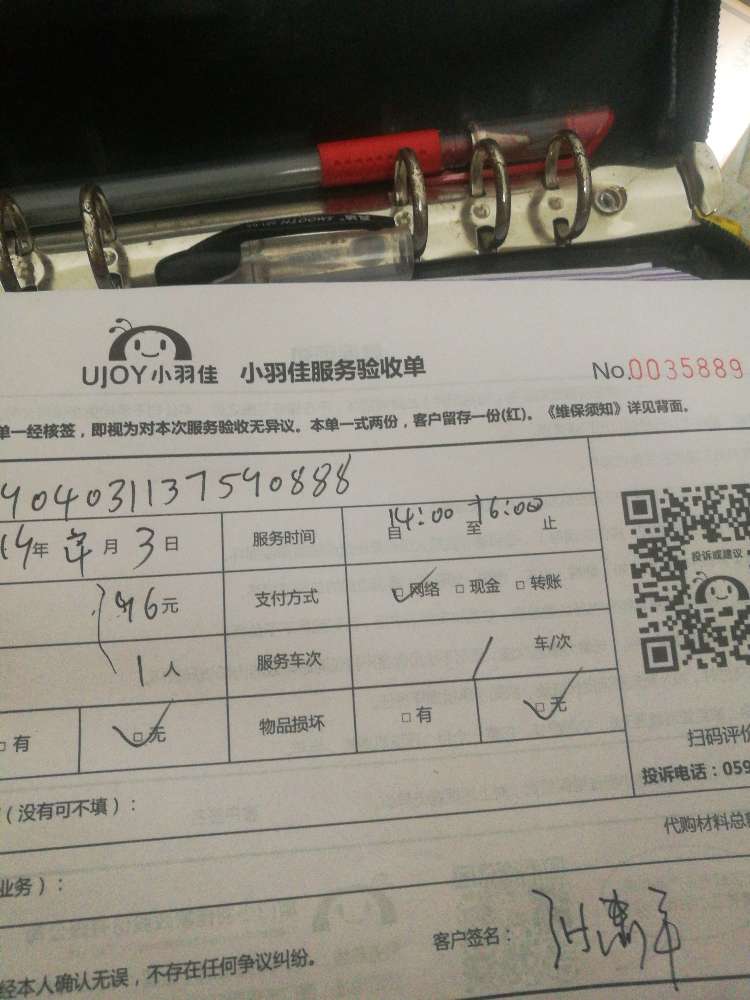 UJOY小羽佳 小羽佳服务验收单 No.0035889
单一经核签，即视为对本次服务验收无异议。本单一式两份，客户留存一份(红)。《维保须知》详见背面。
904031137590888
19年 月 3日 服务时间 自 14:00 至 16:00 止
元 支付方式 □网络 □现金 □转账
投诉或建议
1人 服务车次 / 车/次
□有 □无 物品损坏 □有 □无
扫码评价
投诉电话：059
（没有可不填）：
代购材料总
业务）：
客户签名：
经本人确认无误，不存在任何争议纠纷。